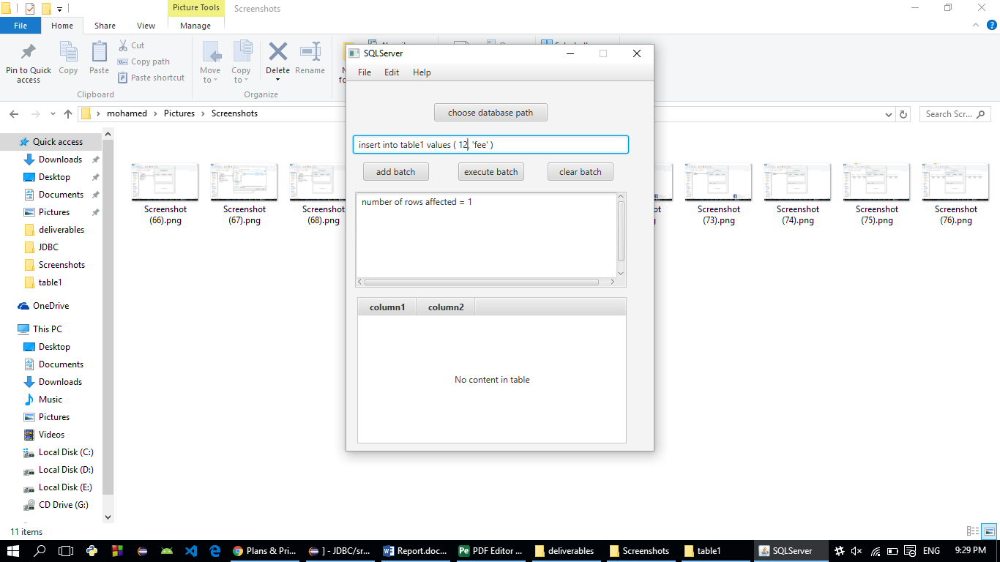 Picture Tools
Screenshots
File
Home
Share
View
Manage
Pin to Quick
access
Copy
Paste
Cut
Copy path
Paste shortcut
Move
to
Copy
to
Delete
Rename
Clipboard
Organize
mohamed
Pictures
Screenshots
Search Scr...
Quick access
Downloads
Desktop
Documents
Pictures
deliverables
JDBC
Screenshots
table1
OneDrive
This PC
Desktop
Documents
Downloads
Music
Pictures
Videos
Local Disk (C:)
Local Disk (D:)
Local Disk (E:)
CD Drive (G:)
Screenshot
(66).png
Screenshot
(67).png
Screenshot
(68).png
Screenshot
(73).png
Screenshot
(74).png
Screenshot
(75).png
Screenshot
(76).png
SQLServer
File
Edit
Help
choose database path
insert into table1 values ( 12, 'fee' )
add batch
execute batch
clear batch
number of rows affected = 1
column1
column2
No content in table
11 items
Plans & Pri...
] - JDBC/sr...
Report.doc...
PDF Editor ...
deliverables
Screenshots
table1
SQLServer
ENG
9:29 PM